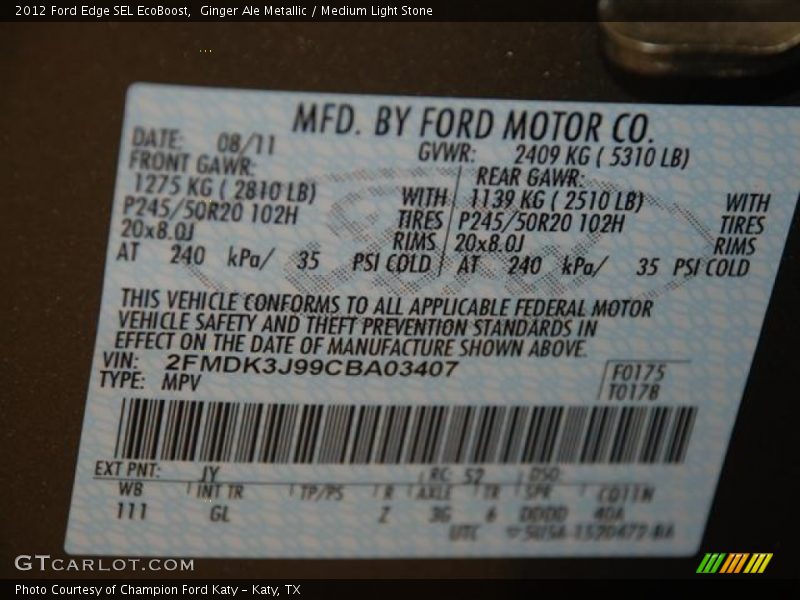 2012 Ford Edge SEL EcoBoost,  Ginger Ale Metallic / Medium Light Stone
MFD. BY FORD MOTOR CO.
DATE: 08/11 GVWR: 2409 KG ( 5310 LB)
FRONT GAWR: REAR GAWR:
1275 KG ( 2810 LB) WITH 1139 KG ( 2510 LB) WITH
P245/50R20 102H TIRES P245/50R20 102H TIRES
20x8.0J RIMS 20x8.0J RIMS
AT 240 kPa/ 35 PSI COLD AT 240 kPa/ 35 PSI COLD
THIS VEHICLE CONFORMS TO ALL APPLICABLE FEDERAL MOTOR
VEHICLE SAFETY AND THEFT PREVENTION STANDARDS IN
EFFECT ON THE DATE OF MANUFACTURE SHOWN ABOVE.
VIN: 2FMDK3J99CBA03407 F0175
TYPE: MPV T0178
EXT PNT: JY RC: 52 DSO:
WB INT TR TP/PS R AXLE TR SPR
111 GL Z 3G 6 DDDD 40A
UTC
GTCARLOT.COM
Photo Courtesy of Champion Ford Katy - Katy, TX